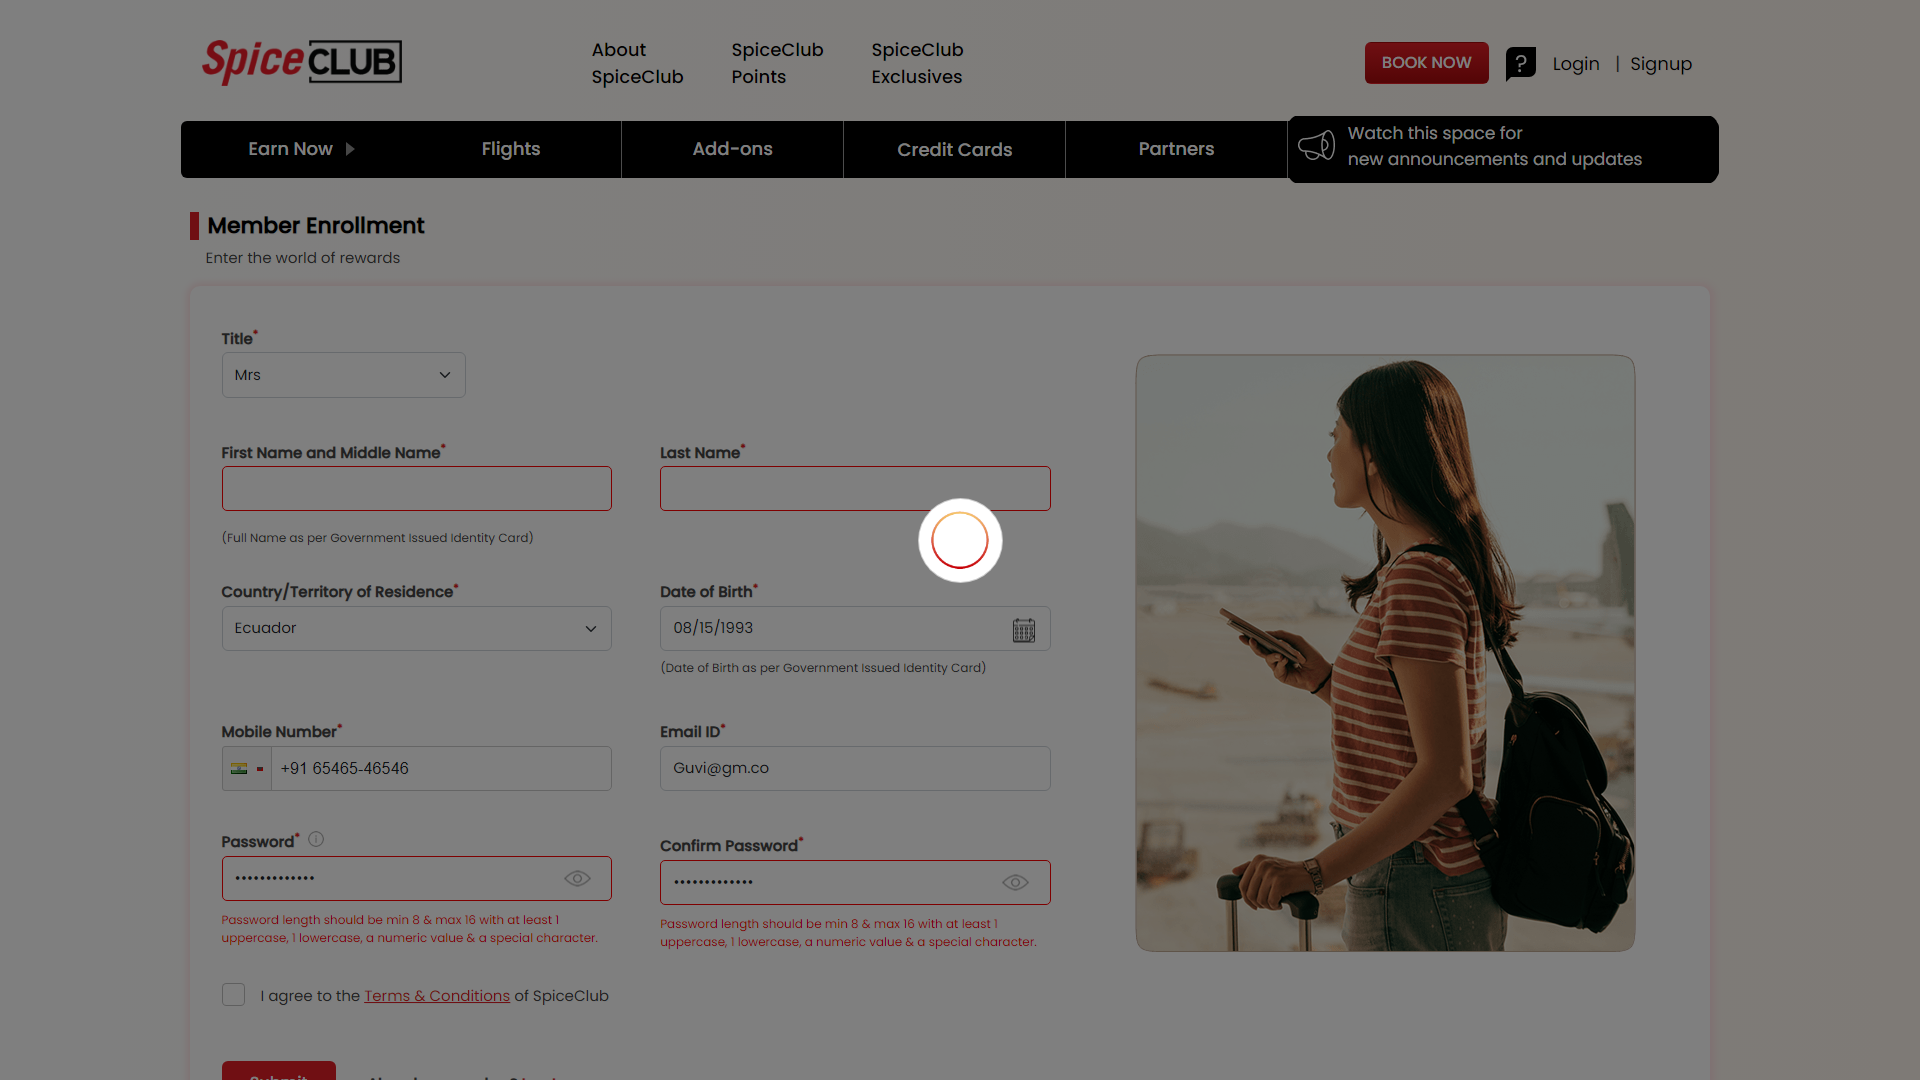 Spice CLUB
About SpiceClub
SpiceClub Points
SpiceClub Exclusives
BOOK NOW
?
Login | Signup
Earn Now
Flights
Add-ons
Credit Cards
Partners
Watch this space for
new announcements and updates
Member Enrollment
Enter the world of rewards
Title*
Mrs
First Name and Middle Name*
Last Name*
(Full Name as per Government Issued Identity Card)
Country/Territory of Residence*
Date of Birth*
Ecuador
08/15/1993
(Date of Birth as per Government Issued Identity Card)
Mobile Number*
Email ID*
+91 65465-46546
Guvi@gm.co
Password*
Confirm Password*
•••••••••••••
•••••••••••••
Password length should be min 8 & max 16 with at least 1
uppercase, 1 lowercase, a numeric value & a special character.
Password length should be min 8 & max 16 with at least 1
uppercase, 1 lowercase, a numeric value & a special character.
I agree to the Terms & Conditions of SpiceClub
Submit